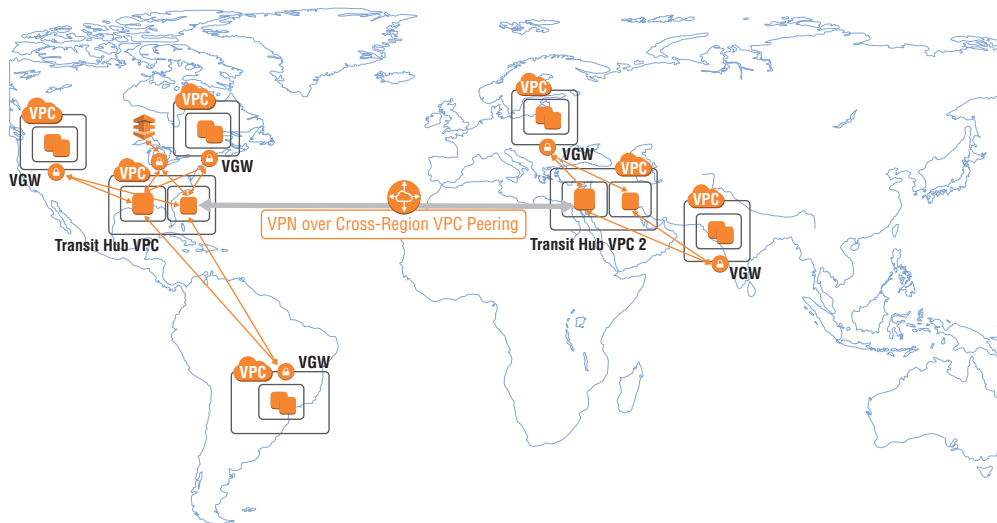 VPC
VPC
VPC
VGW
VGW
VGW
VPC
VPC
VPC
VPN over Cross-Region VPC Peering
Transit Hub VPC
Transit Hub VPC 2
VGW
VGW
VPC